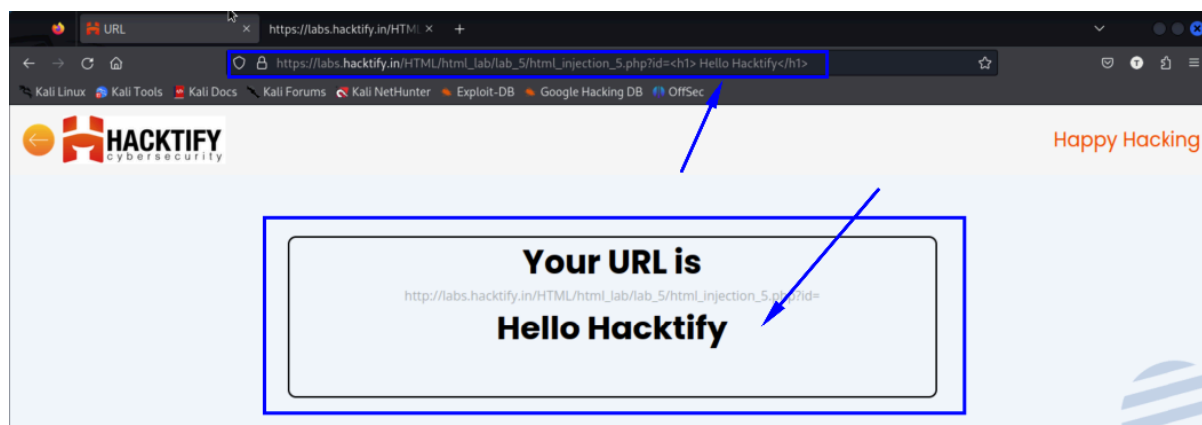 URL
https://labs.hacktify.in/HTML
https://labs.hacktify.in/HTML/html_lab/lab_5/html_injection_5.php?id=<h1> Hello Hacktify</h1>
Kali Linux Kali Tools Kali Docs Kali Forums Kali NetHunter Exploit-DB Google Hacking DB OffSec
HACKTIFY
cybersecurity
Happy Hacking
Your URL is
http://labs.hacktify.in/HTML/html_lab/lab_5/html_injection_5.php?id=
Hello Hacktify